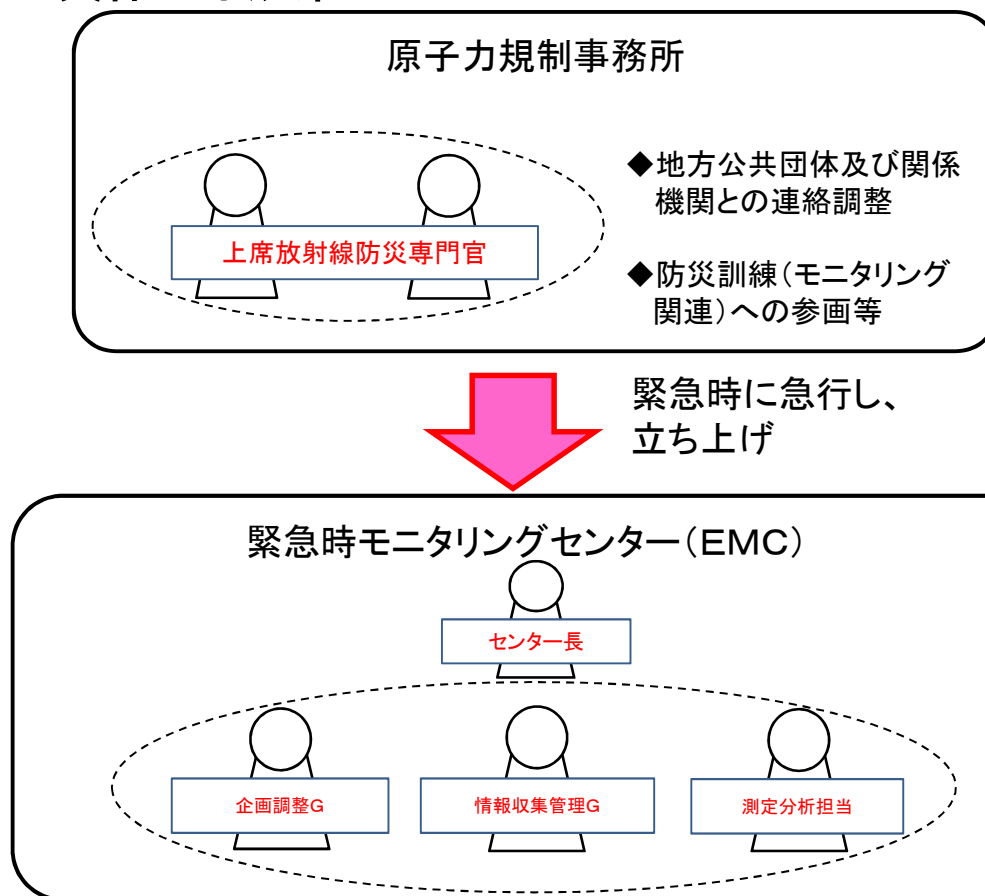 原子力規制事務所
◆地方公共団体及び関係
機関との連絡調整
上席放射線防災専門官
◆防災訓練(モニタリング
関連)への参画等
緊急時に急行し、
立ち上げ
緊急時モニタリングセンター(EMC)
センター長
企画調整G
情報収集管理G
測定分析担当